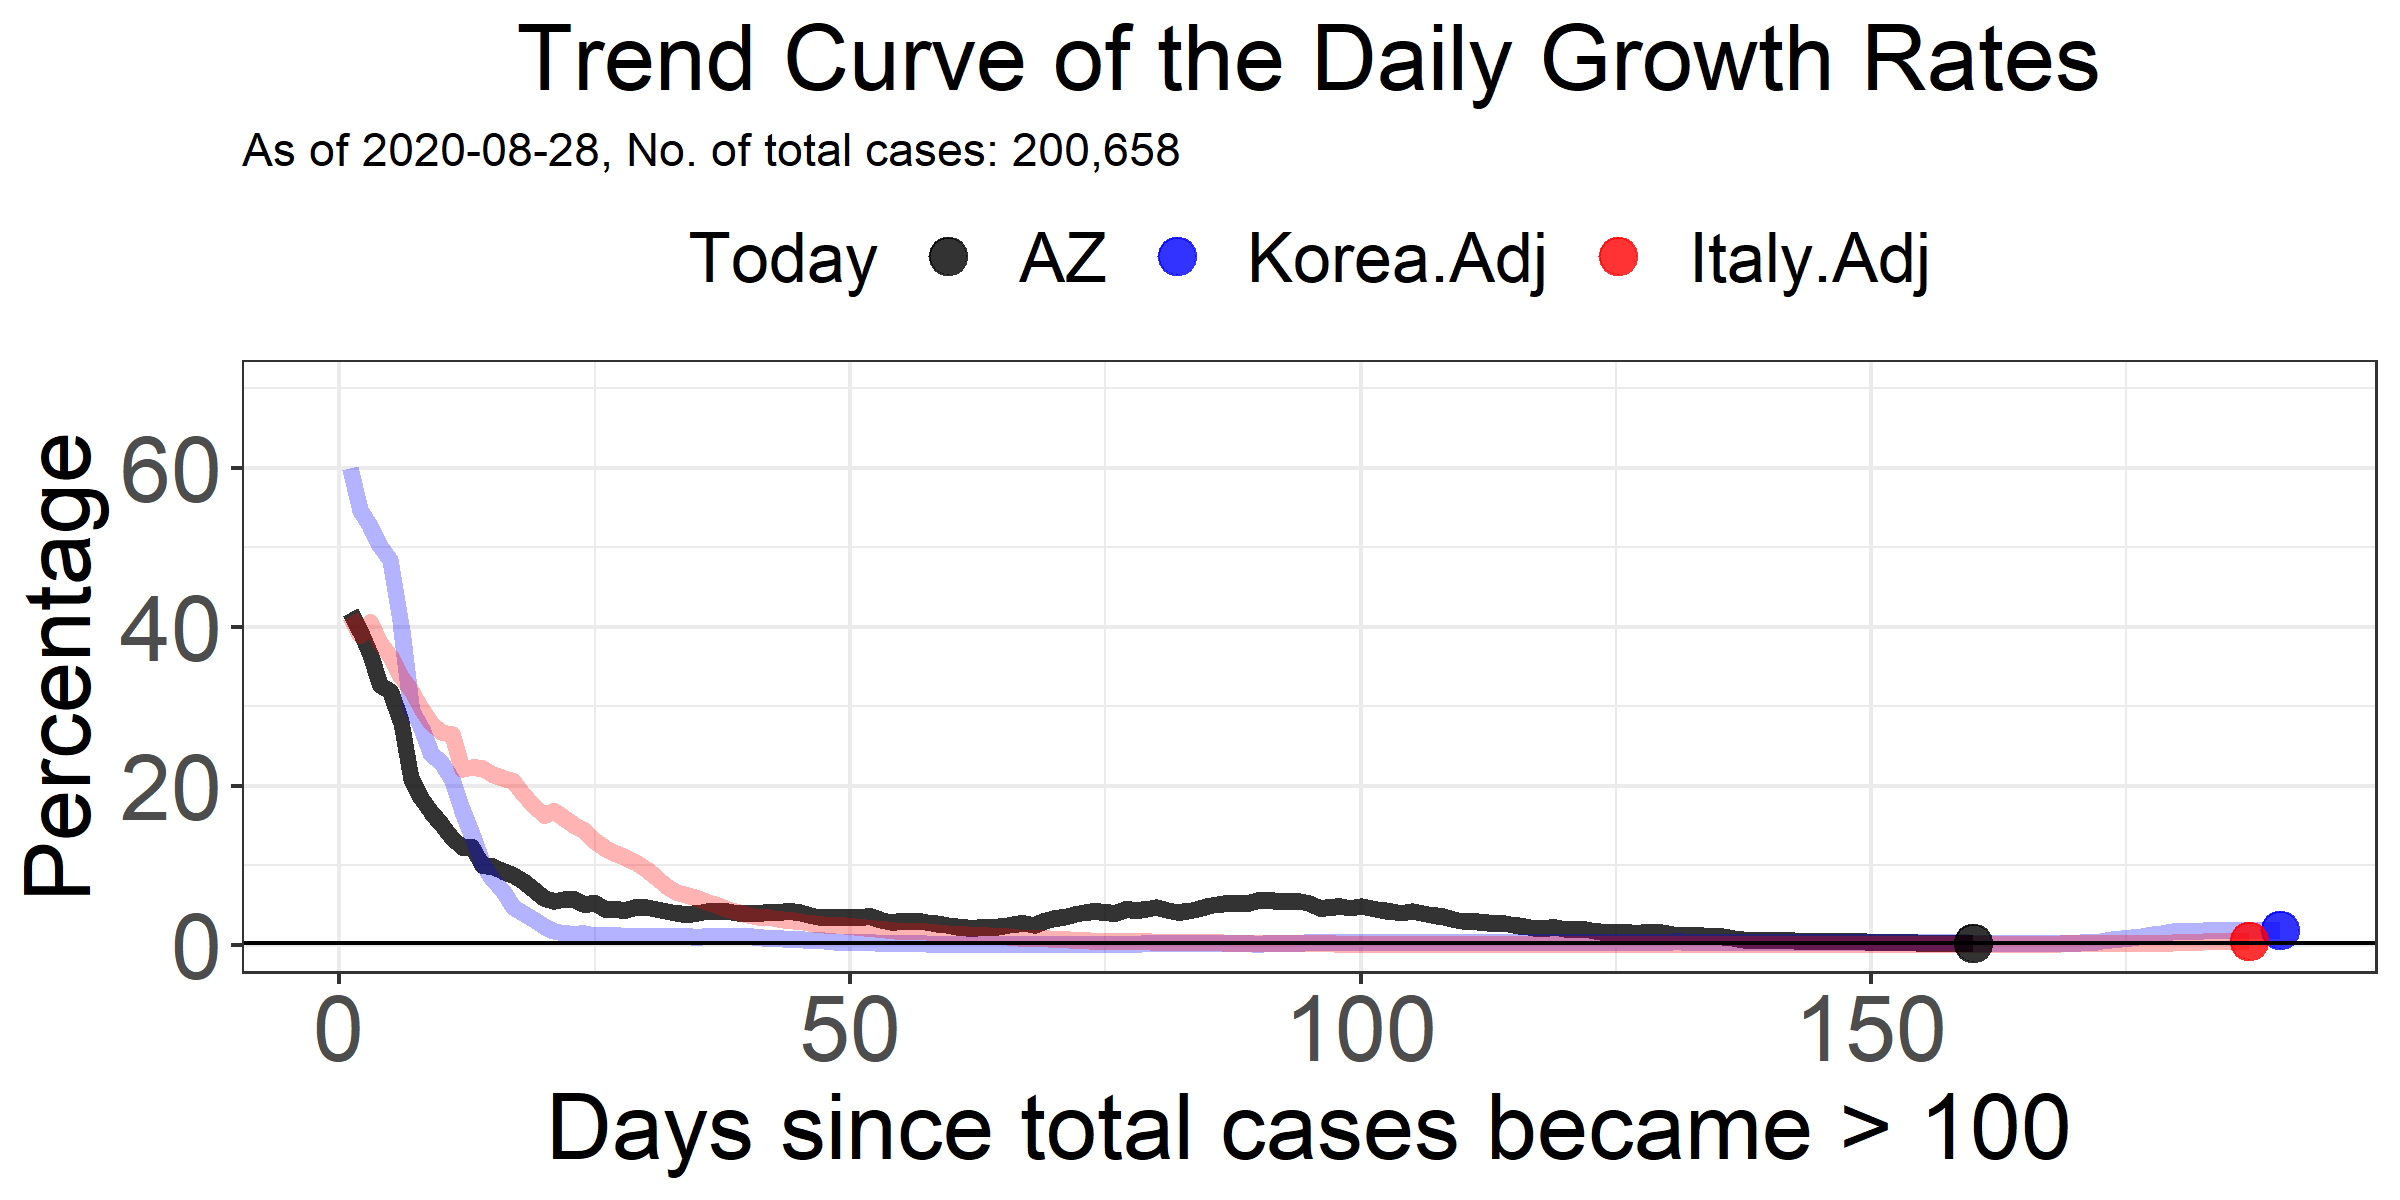 Trend Curve of the Daily Growth Rates
As of 2020-08-28, No. of total cases: 200,658
Today AZ Korea.Adj Italy.Adj
Percentage
60
40
20
0
0 50 100 150
Days since total cases became > 100